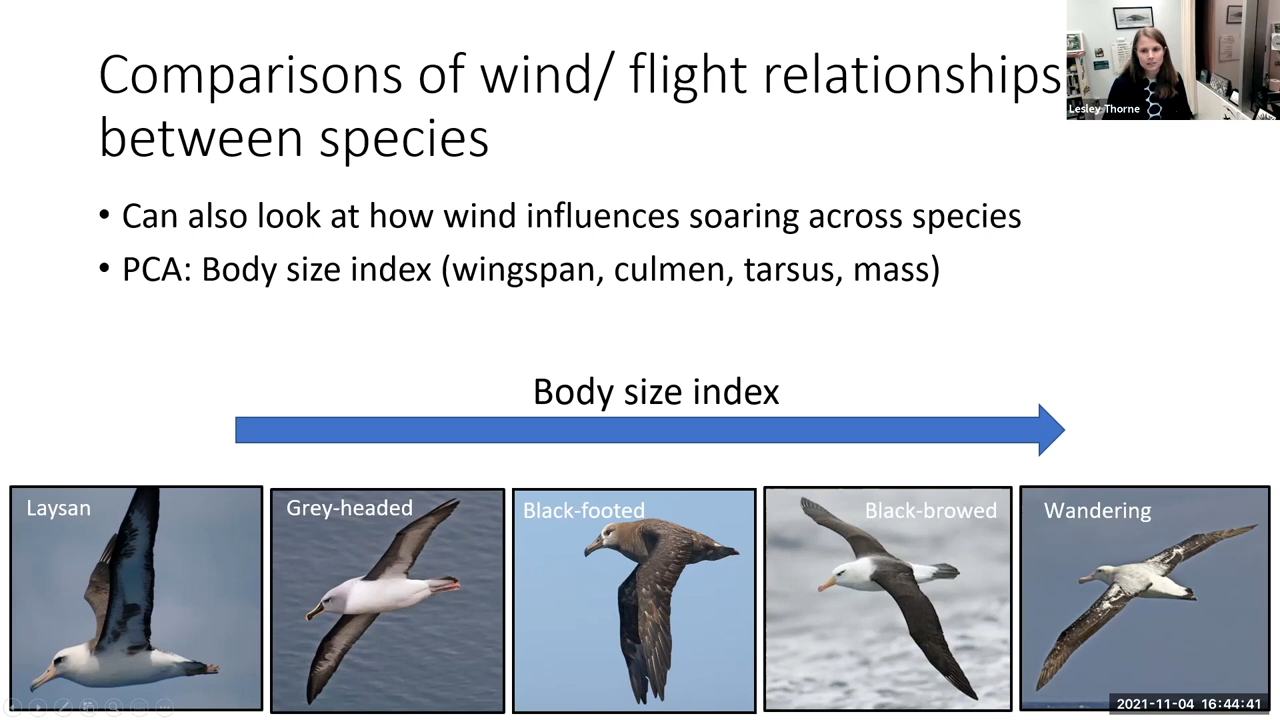 Comparisons of wind/ flight relationships
between species
Lesley Thorne
• Can also look at how wind influences soaring across species
• PCA: Body size index (wingspan, culmen, tarsus, mass)
Body size index
Laysan
Grey-headed
Black-footed
Black-browed
Wandering
2021-11-04 16:44:41